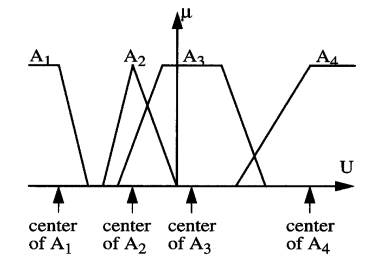 μ
A₁ A₂ A₃ A₄
U
center of A₁
center of A₂
center of A₃
center of A₄